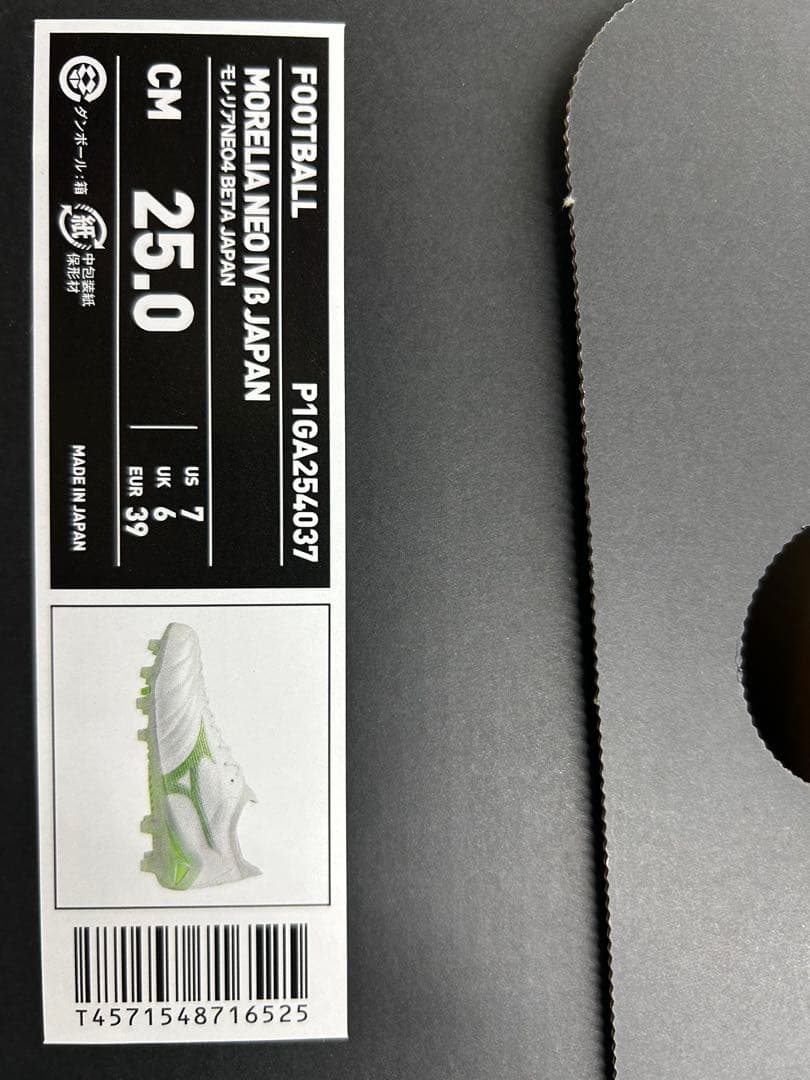 FOOTBALL P1GA254037
MORELIA NEO IV β JAPAN
モレリアNEO4 BETA JAPAN
CM 25.0
US 7
UK 6
EUR 39
ダンボール:箱
紙
中包装紙
保形材
MADE IN JAPAN
T4571548716525